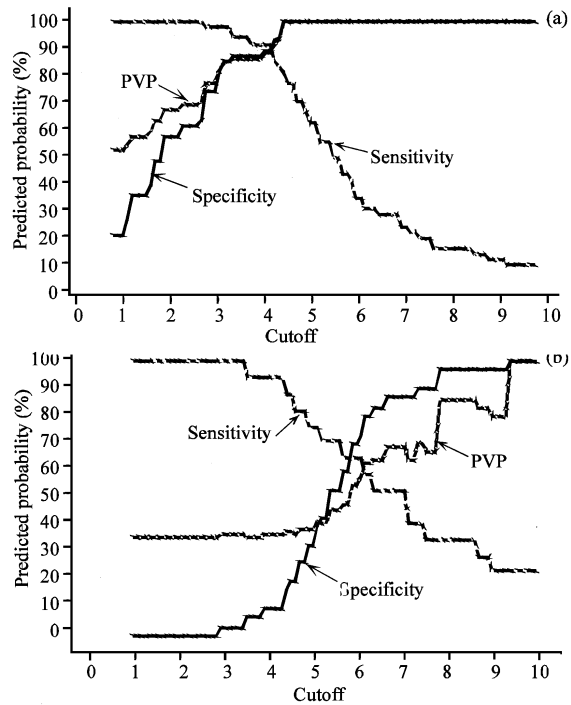 (a)
100
90
80
70
60
50
40
30
20
10
0
Predicted probability (%)
PVP
Sensitivity
Specificity
0 1 2 3 4 5 6 7 8 9 10
Cutoff
(b)
100
90
80
70
60
50
40
30
20
10
0
Predicted probability (%)
Sensitivity
PVP
Specificity
0 1 2 3 4 5 6 7 8 9 10
Cutoff